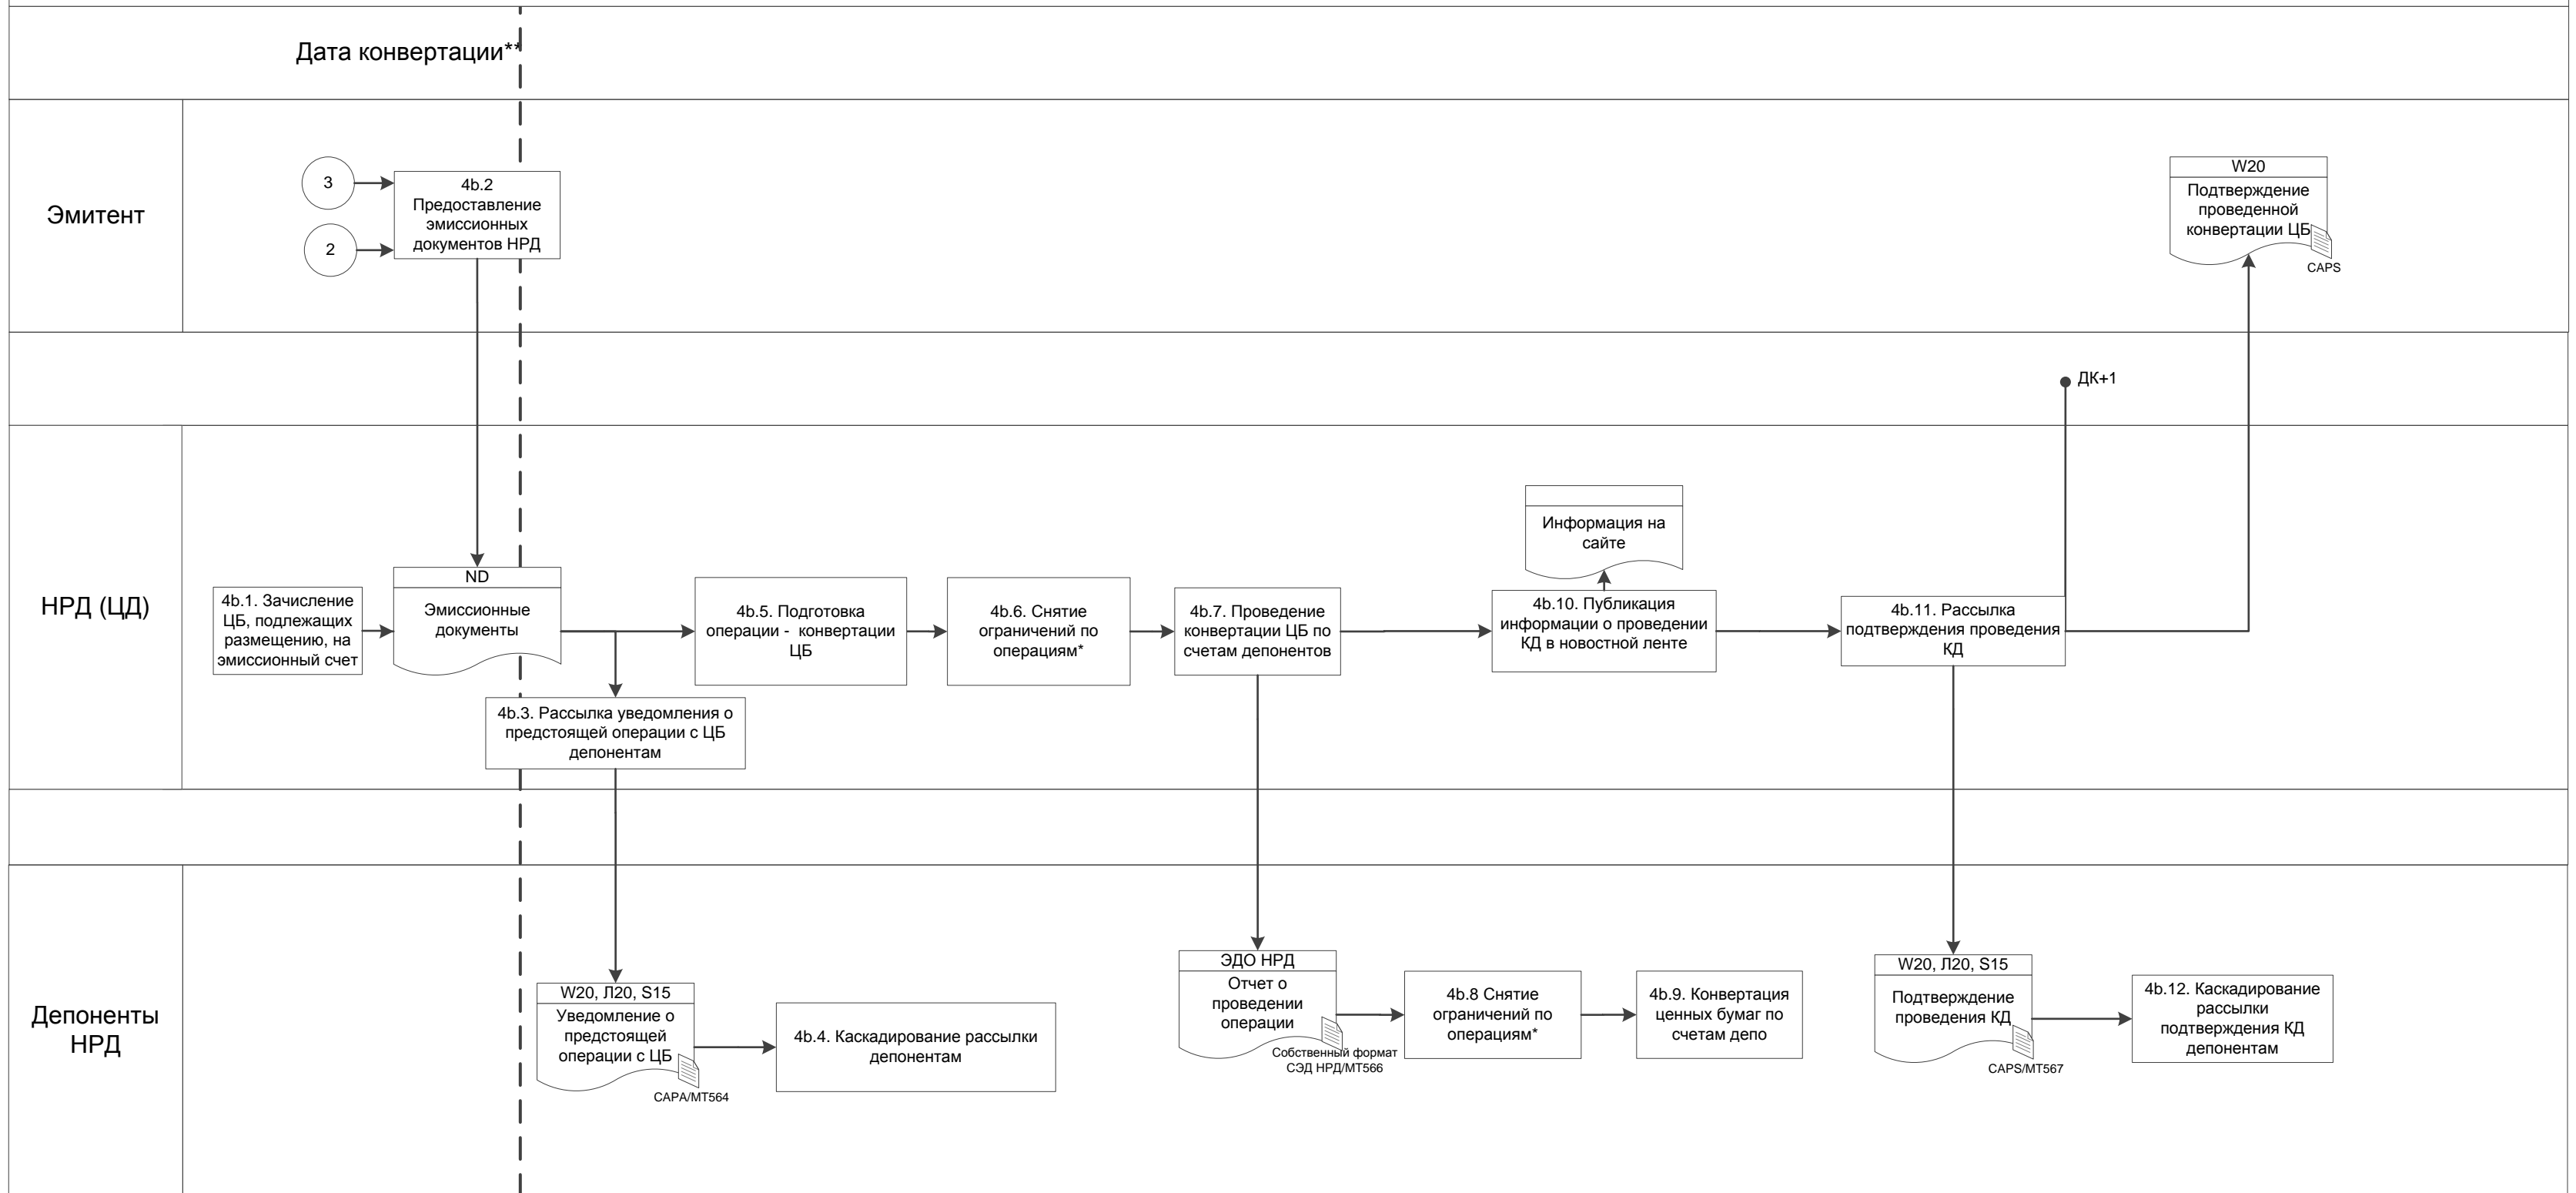 Дата конвертации**
Эмитент
3
2
4b.2
Предоставление
эмиссионных
документов НРД
W20
Подтверждение
проведенной
конвертации ЦБ
CAPS
ДК+1
НРД (ЦД)
4b.1. Зачисление
ЦБ, подлежащих
размещению, на
эмиссионный счет
ND
Эмиссионные
документы
4b.3. Рассылка уведомления о
предстоящей операции с ЦБ
депонентам
4b.5. Подготовка
операции - конвертации
ЦБ
4b.6. Снятие
ограничений по
операциям*
4b.7. Проведение
конвертации ЦБ по
счетам депонентов
Информация на
сайте
4b.10. Публикация
информации о проведении
КД в новостной ленте
4b.11. Рассылка
подтверждения проведения
КД
Депоненты
НРД
W20, Л20, S15
Уведомление о
предстоящей
операции с ЦБ
CAPA/MT564
4b.4. Каскадирование рассылки
депонентам
ЭДО НРД
Отчет о
проведении
операции
Собственный формат
СЭД НРД/MT566
4b.8 Снятие
ограничений по
операциям*
4b.9. Конвертация
ценных бумаг по
счетам депо
W20, Л20, S15
Подтверждение
проведения КД
CAPS/MT567
4b.12. Каскадирование
рассылки
подтверждения КД
депонентам